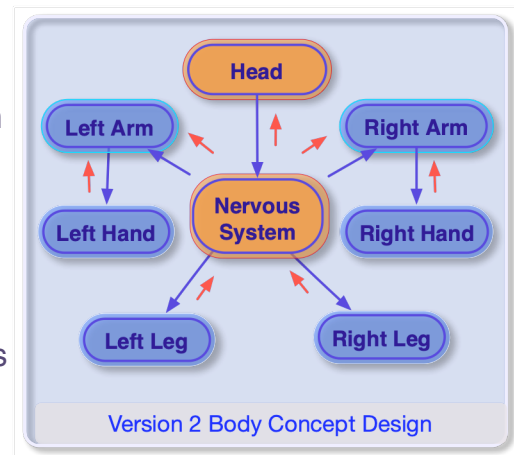 Head
Left Arm
Right Arm
Nervous
System
Left Hand
Right Hand
Left Leg
Right Leg
Version 2 Body Concept Design